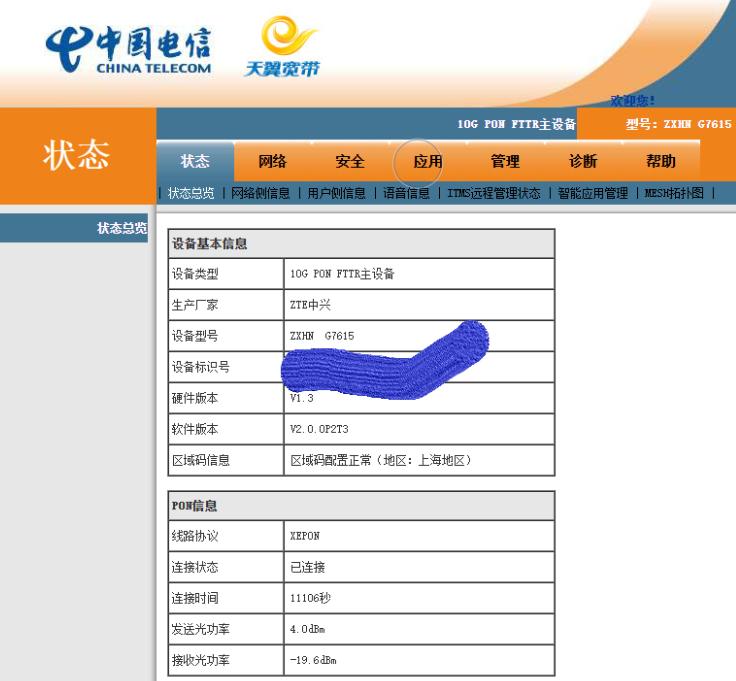 中国电信
CHINA TELECOM
天翼宽带
欢迎您!
10G PON FTTR主设备 型号: ZXHN G7615
状态
状态 网络 安全 应用 管理 诊断 帮助
状态总览 | 网络侧信息 | 用户侧信息 | 语音信息 | ITMS远程管理状态 | 智能应用管理 | MESH拓扑图 |
状态总览
设备基本信息
设备类型 10G PON FTTR主设备
生产厂家 ZTE中兴
设备型号 ZXHN G7615
设备标识号
硬件版本 V1.3
软件版本 V2.0.0P2T3
区域码信息 区域码配置正常(地区: 上海地区)
PON信息
线路协议 XEPON
连接状态 已连接
连接时间 11106秒
发送光功率 4.0dBm
接收光功率 -19.6dBm